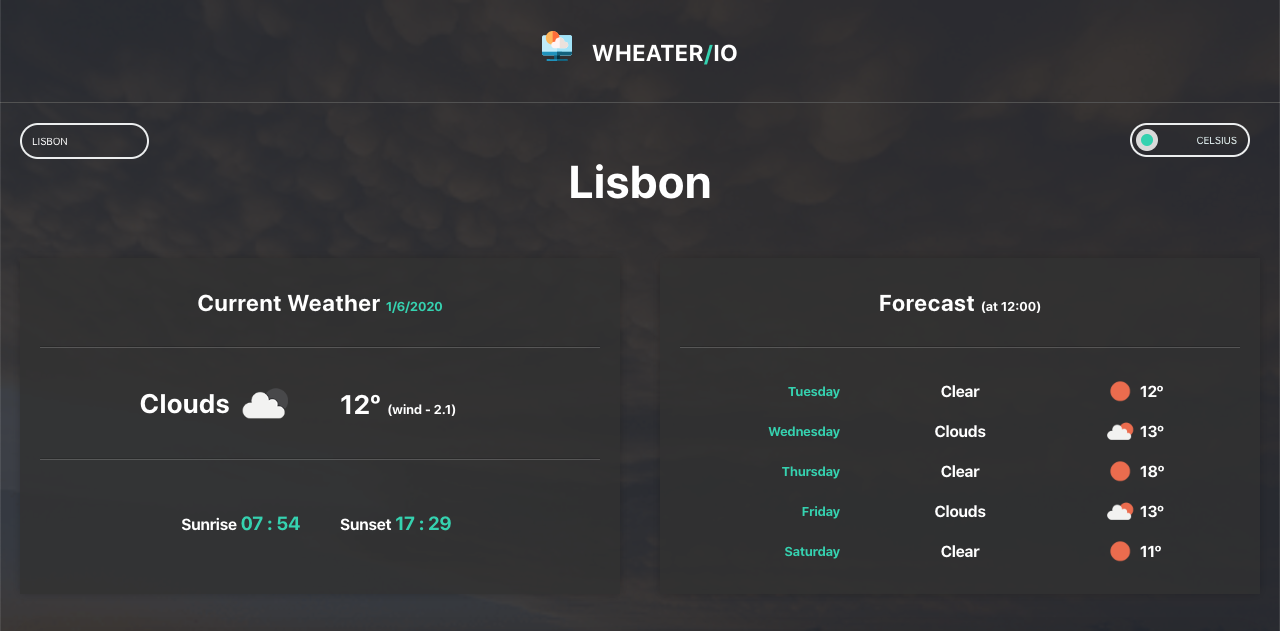 WHEATER/IO
LISBON
CELSIUS
Lisbon
Current Weather 1/6/2020
Clouds 12º (wind - 2.1)
Sunrise 07 : 54 Sunset 17 : 29
Forecast (at 12:00)
Tuesday Clear 12º
Wednesday Clouds 13º
Thursday Clear 18º
Friday Clouds 13º
Saturday Clear 11º